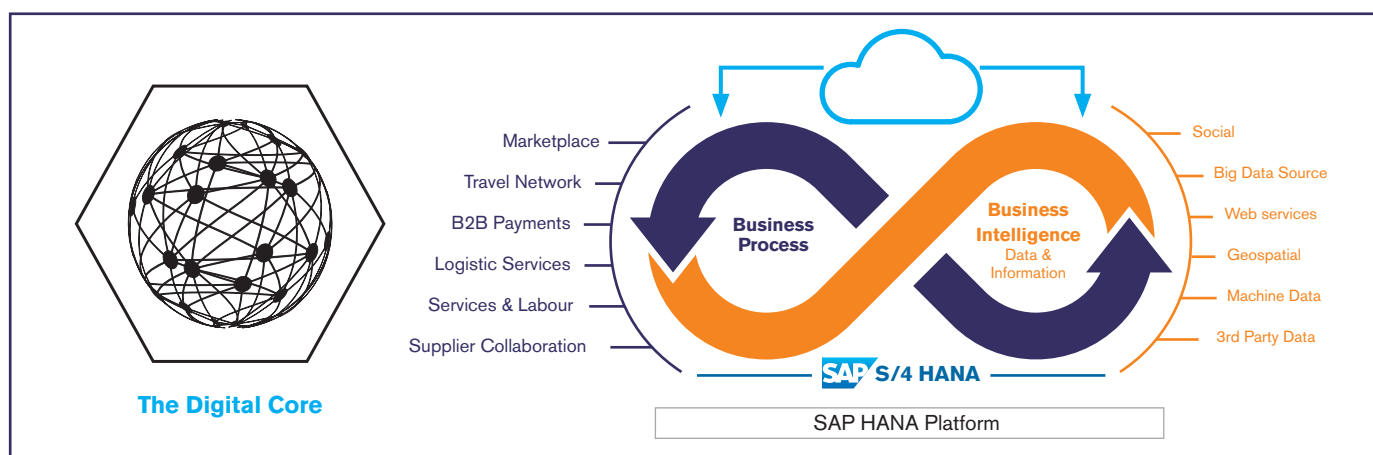 The Digital Core
Marketplace
Travel Network
B2B Payments
Logistic Services
Services & Labour
Supplier Collaboration
Business
Process
Business
Intelligence
Data &
Information
Social
Big Data Source
Web services
Geospatial
Machine Data
3rd Party Data
SAP S/4 HANA
SAP HANA Platform